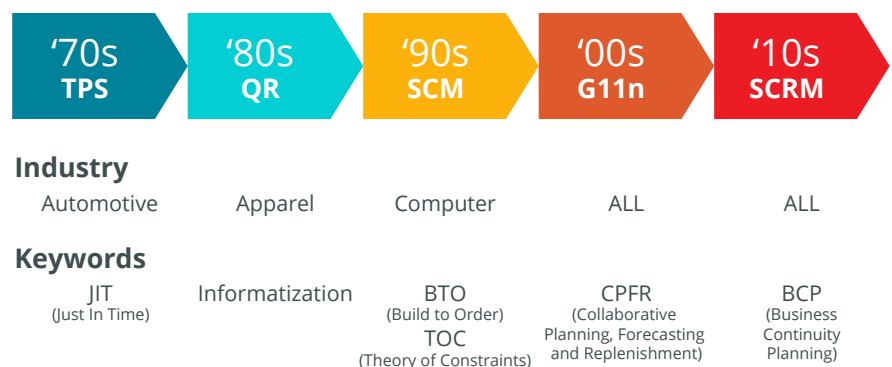 ‘70s
TPS
‘80s
QR
‘90s
SCM
‘00s
G11n
‘10s
SCRM
Industry
Automotive
Apparel
Computer
ALL
ALL
Keywords
JIT
(Just In Time)
Informatization
BTO
(Build to Order)
TOC
(Theory of Constraints)
CPFR
(Collaborative
Planning, Forecasting
and Replenishment)
BCP
(Business
Continuity
Planning)